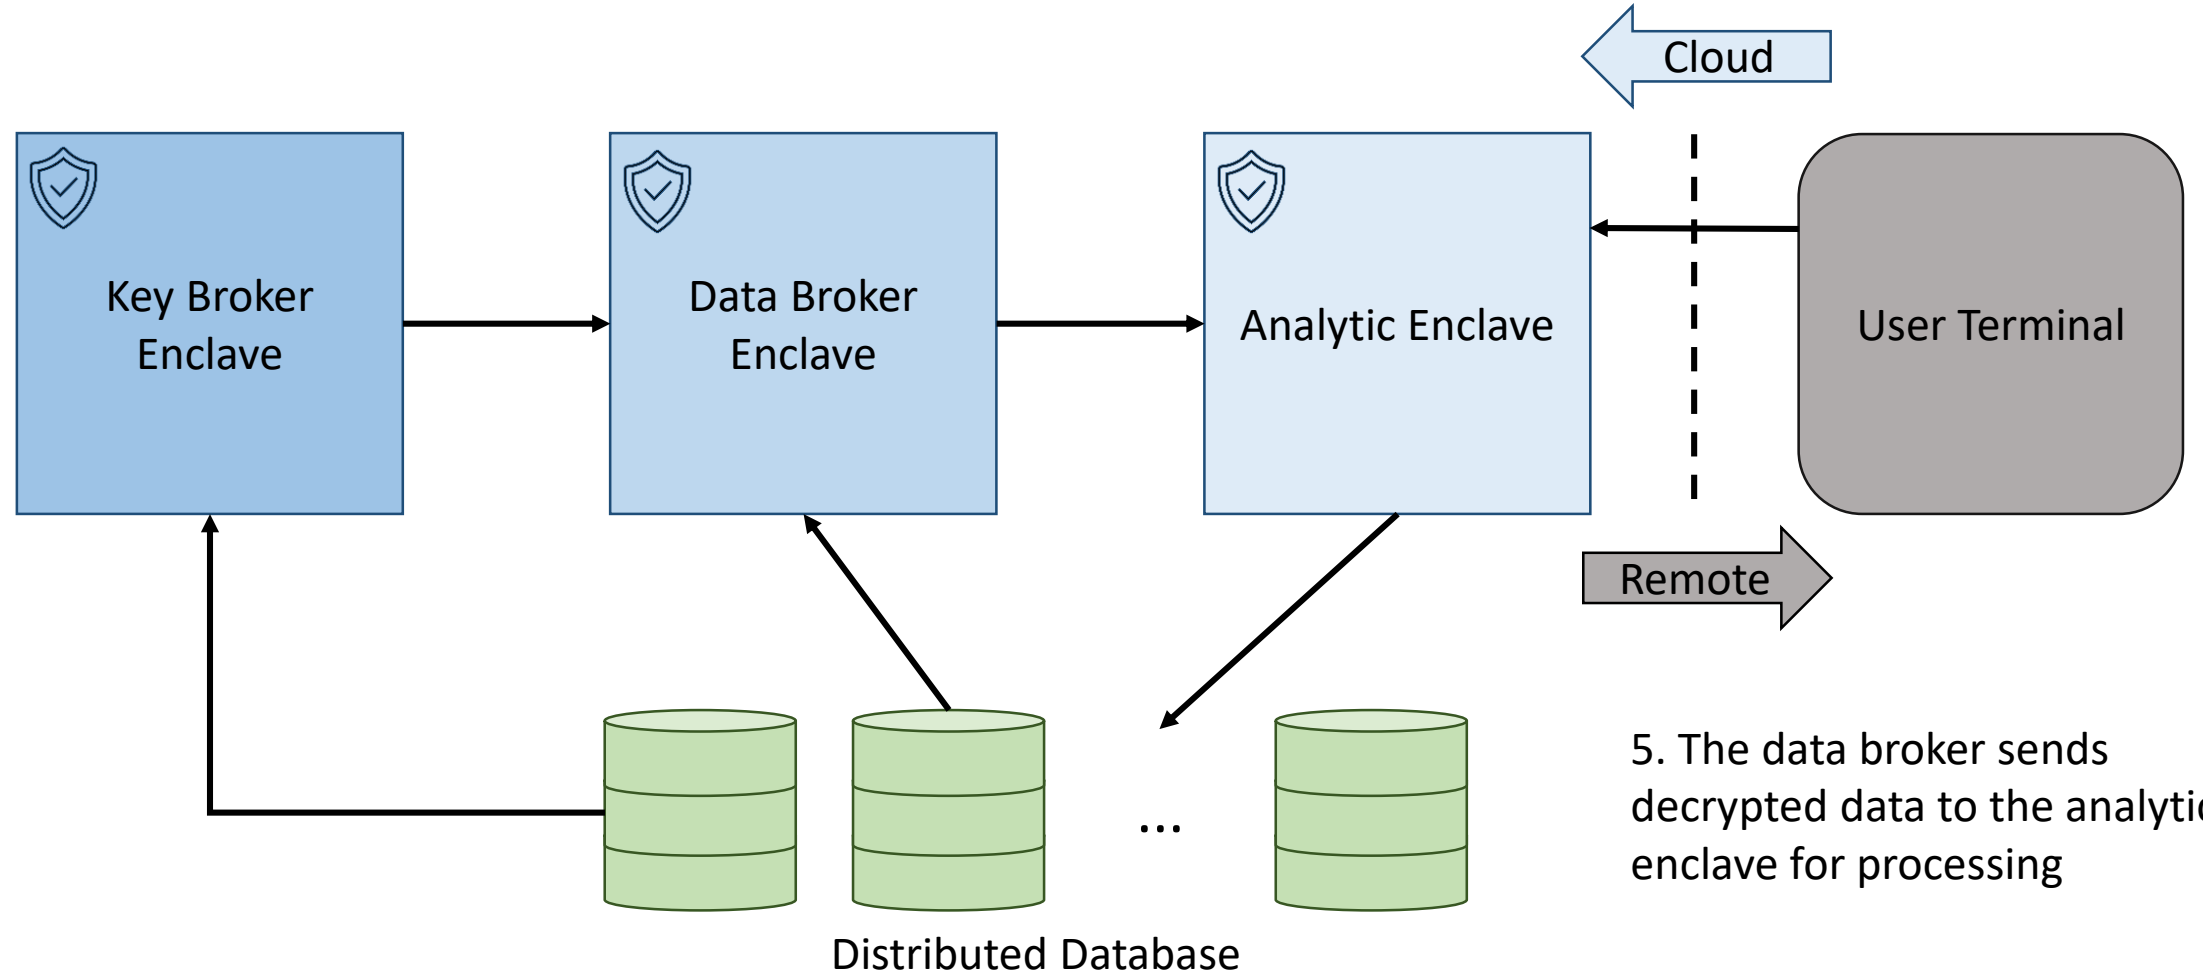 Cloud
Key Broker
Enclave
Data Broker
Enclave
Analytic Enclave
User Terminal
Remote
5. The data broker sends
decrypted data to the analytic
enclave for processing
...
Distributed Database